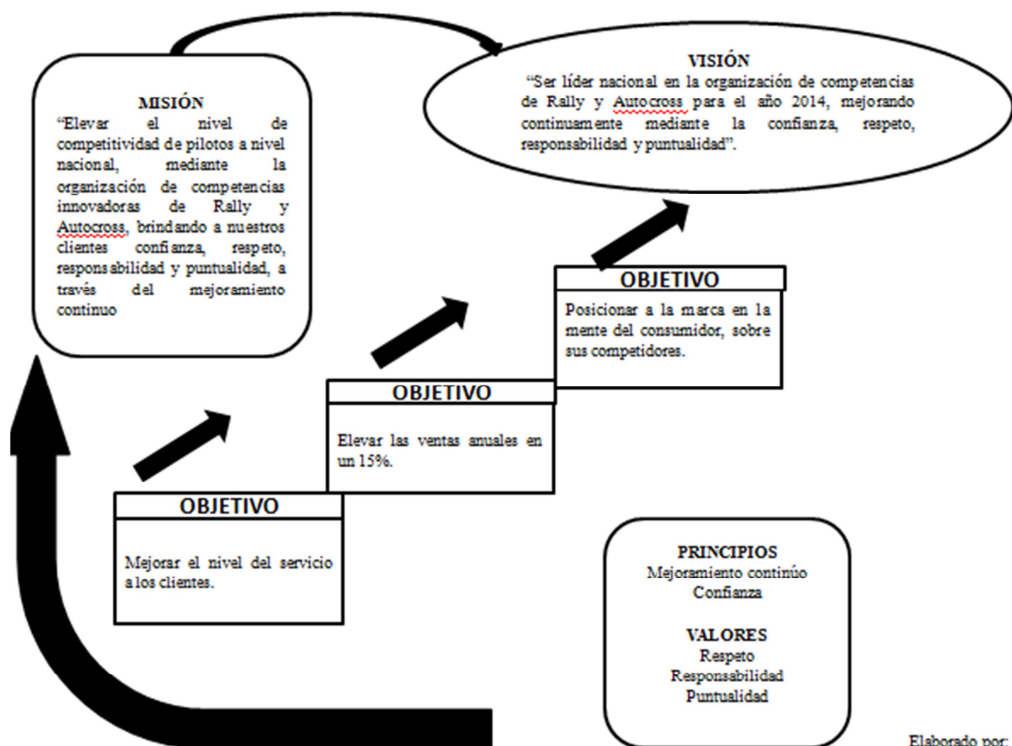 MISIÓN
“Elevar el nivel de
competitividad de pilotos a nivel
nacional, mediante la
organización de competencias
innovadoras de Rally y
Autocross, brindando a nuestros
clientes confianza, respeto,
responsabilidad y puntualidad, a
través del mejoramiento
continuo
VISIÓN
“Ser líder nacional en la organización de competencias
de Rally y Autocross para el año 2014, mejorando
continuamente mediante la confianza, respeto,
responsabilidad y puntualidad”.
OBJETIVO
Posicionar a la marca en la
mente del consumidor, sobre
sus competidores.
OBJETIVO
Elevar las ventas anuales en
un 15%.
OBJETIVO
Mejorar el nivel del servicio
a los clientes.
PRINCIPIOS
Mejoramiento continúo
Confianza
VALORES
Respeto
Responsabilidad
Puntualidad
Elaborado por: